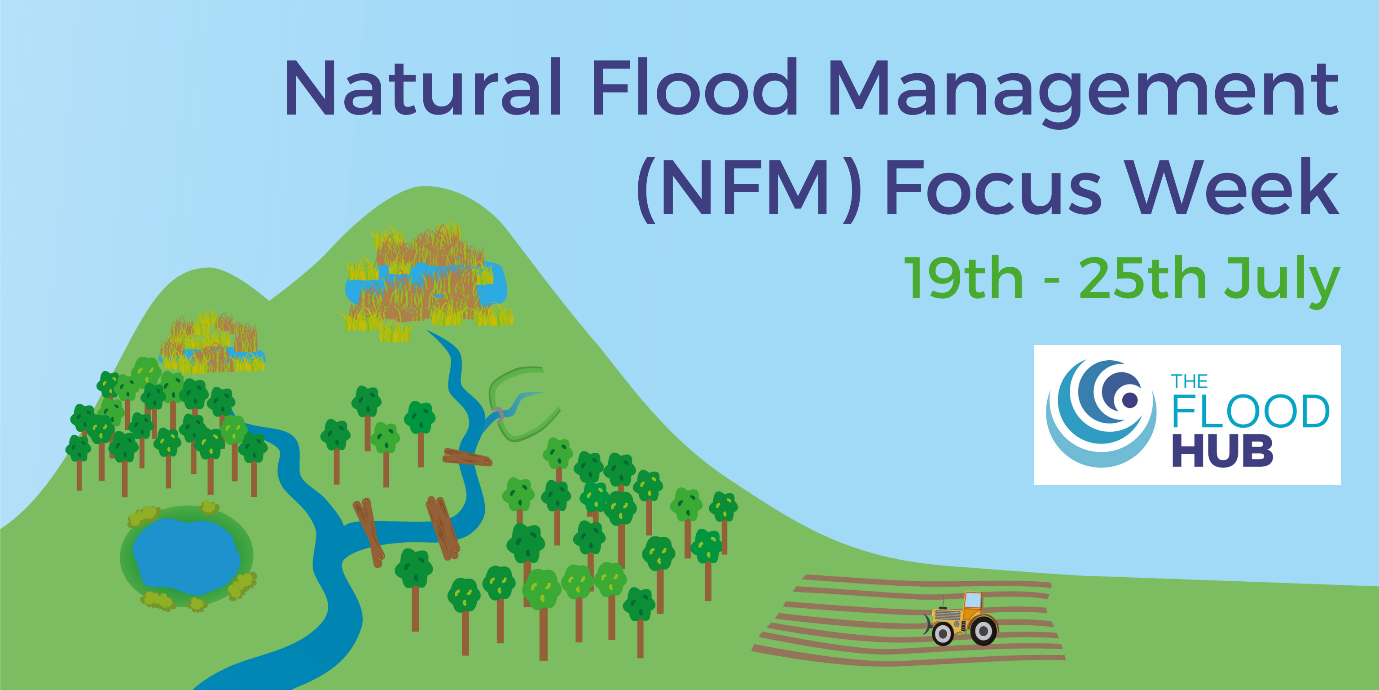 Natural Flood Management
(NFM) Focus Week
19th - 25th July
THE
FLOOD
HUB